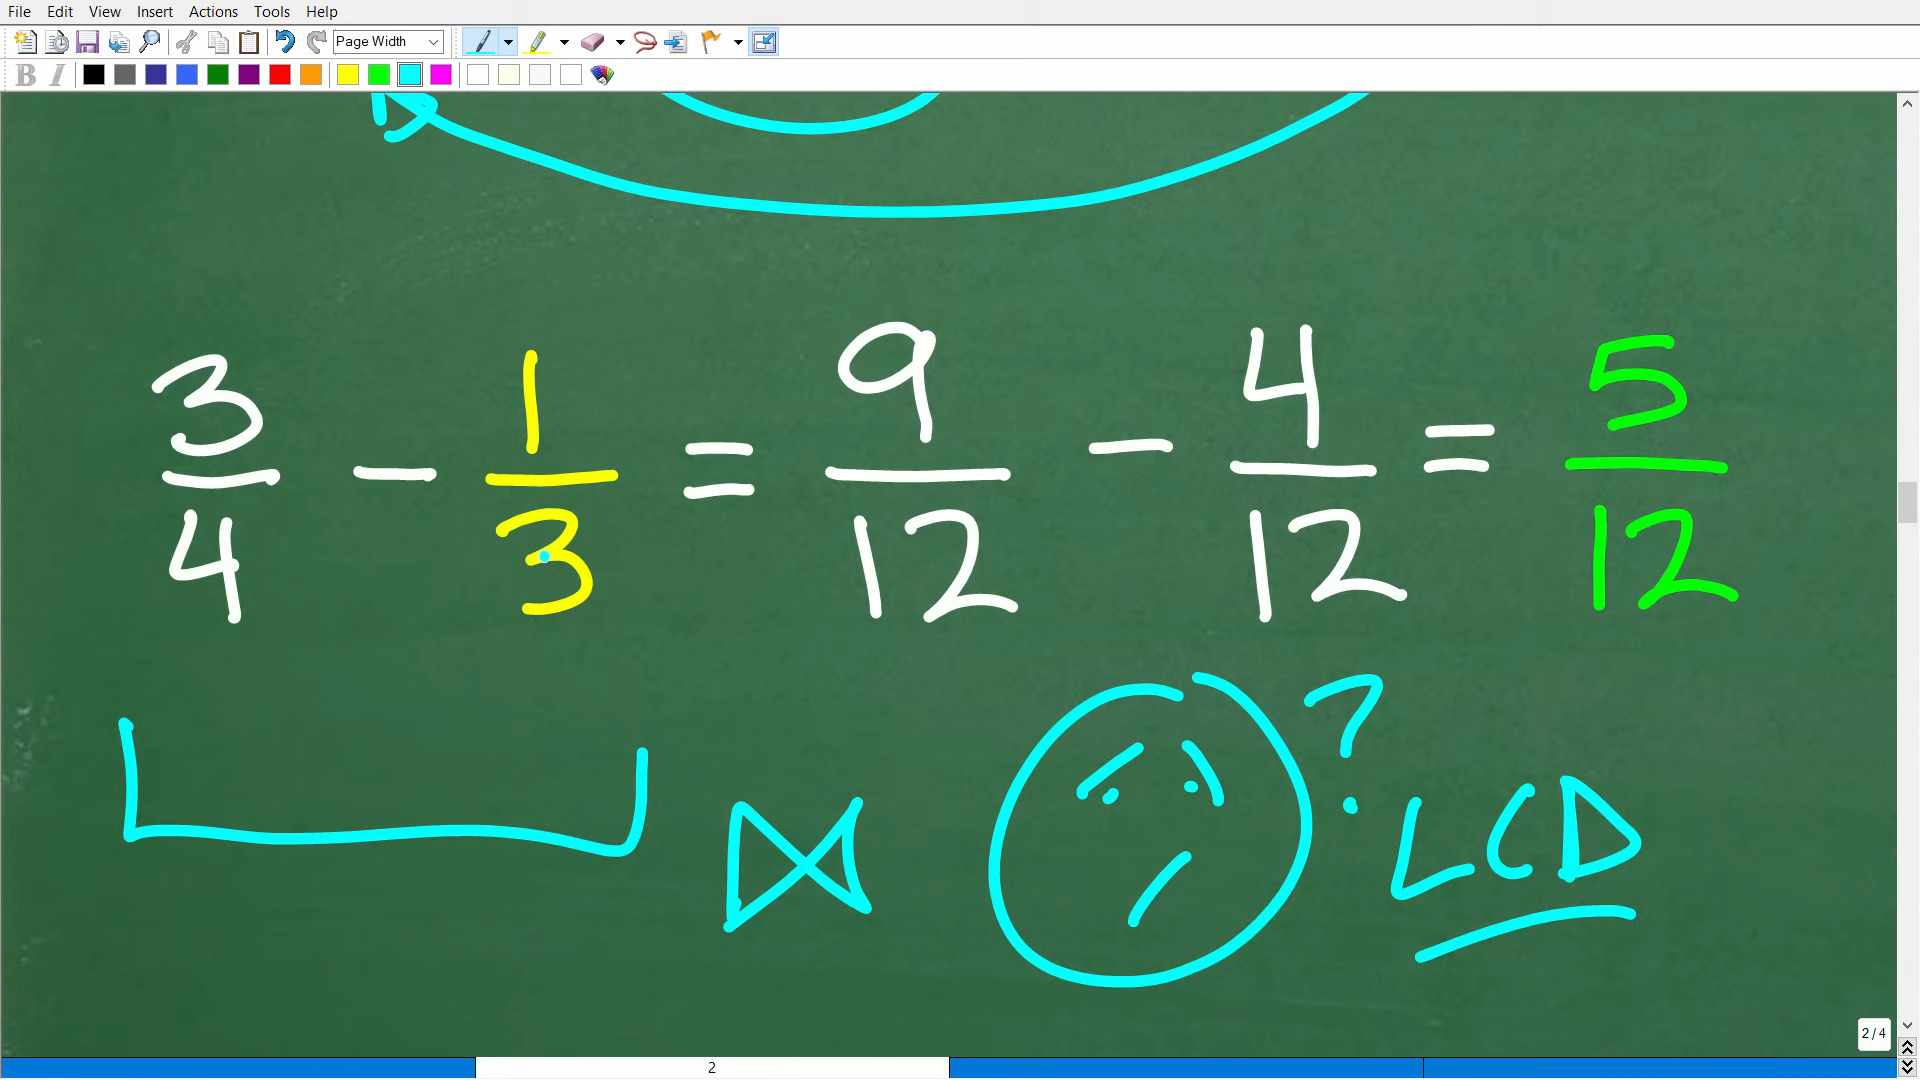 File Edit View Insert Actions Tools Help
Page Width
B I
3/4 - 1/3 = 9/12 - 4/12 = 5/12
?
LCD
2 / 4
2